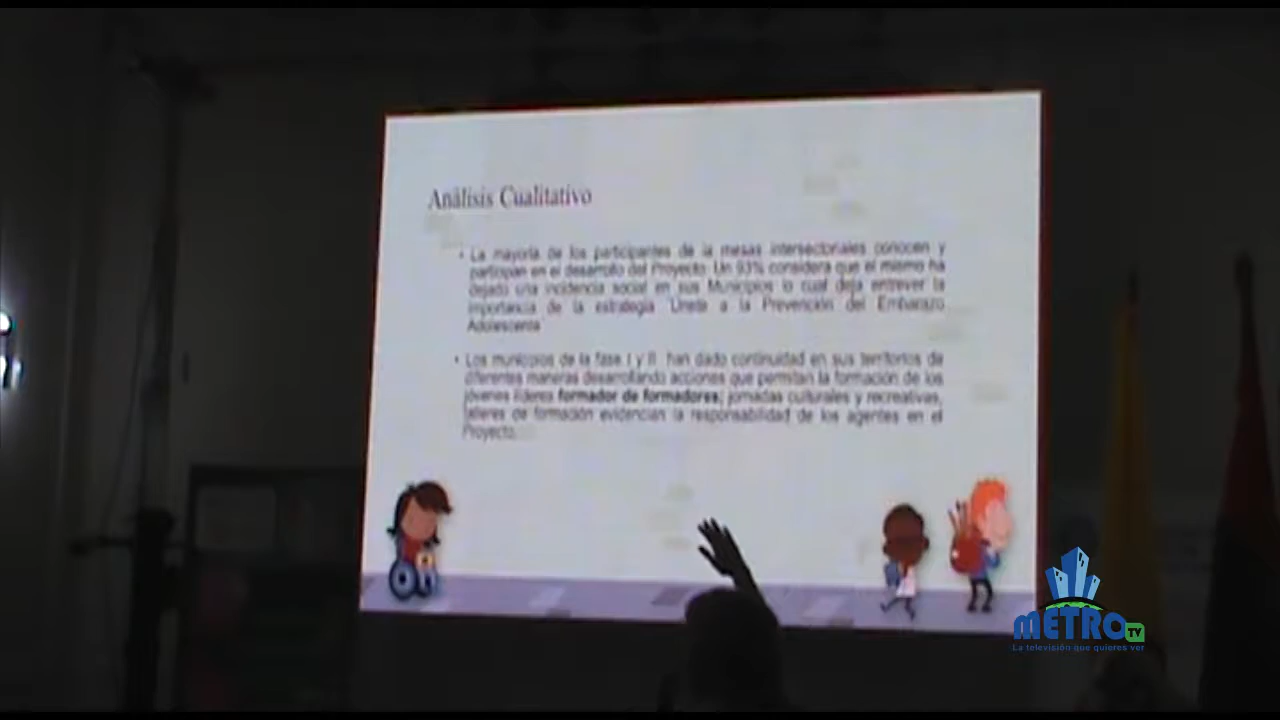 Análisis Cualitativo
• La mayoría de los participantes de la mesas intersectoriales conocen y
participan en el desarrollo del Proyecto. Un 93% considera que el mismo ha
dejado una incidencia social en sus Municipios lo cual deja entrever la
importancia de la estrategia "Unete a la Prevención del Embarazo
Adolescente"
• Los municipios de la fase I y II han dado continuidad en sus territorios de
diferentes maneras desarrollando acciones que permitan la formación de los
jóvenes líderes formador de formadores; jornadas culturales y recreativas,
talleres de formación evidencian la responsabilidad de los agentes en el
Proyecto.
METRO TV
La televisión que quieres ver